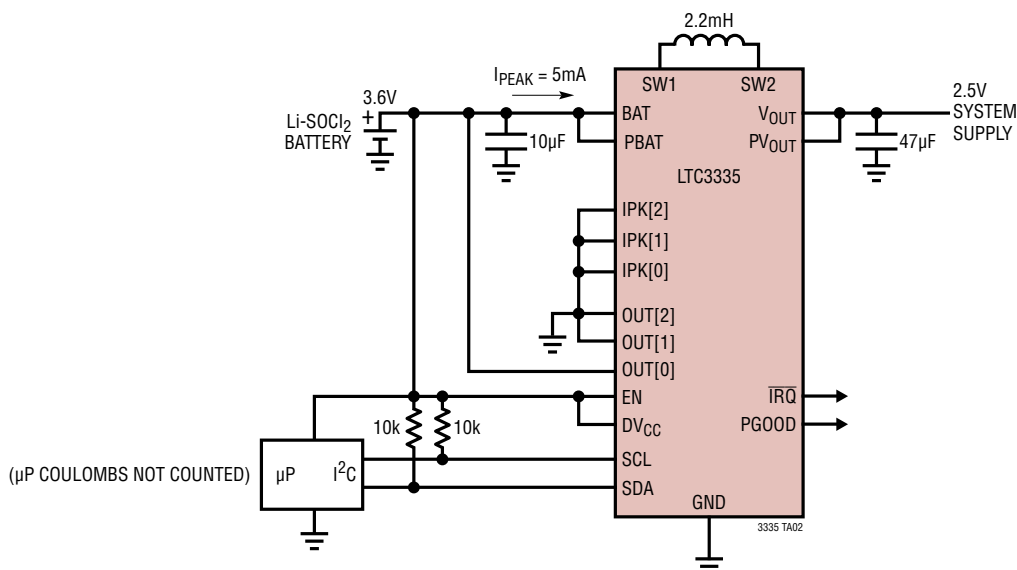 2.2mH
IPEAK = 5mA
SW1 SW2
3.6V
+
Li-SOCl2
BATTERY
10µF
BAT
PBAT
VOUT
PVOUT
2.5V
SYSTEM
SUPPLY
47µF
LTC3335
IPK[2]
IPK[1]
IPK[0]
OUT[2]
OUT[1]
OUT[0]
EN
DVCC
IRQ
PGOOD
10k 10k
SCL
SDA
(µP COULOMBS NOT COUNTED)
µP I2C
GND
3335 TA02